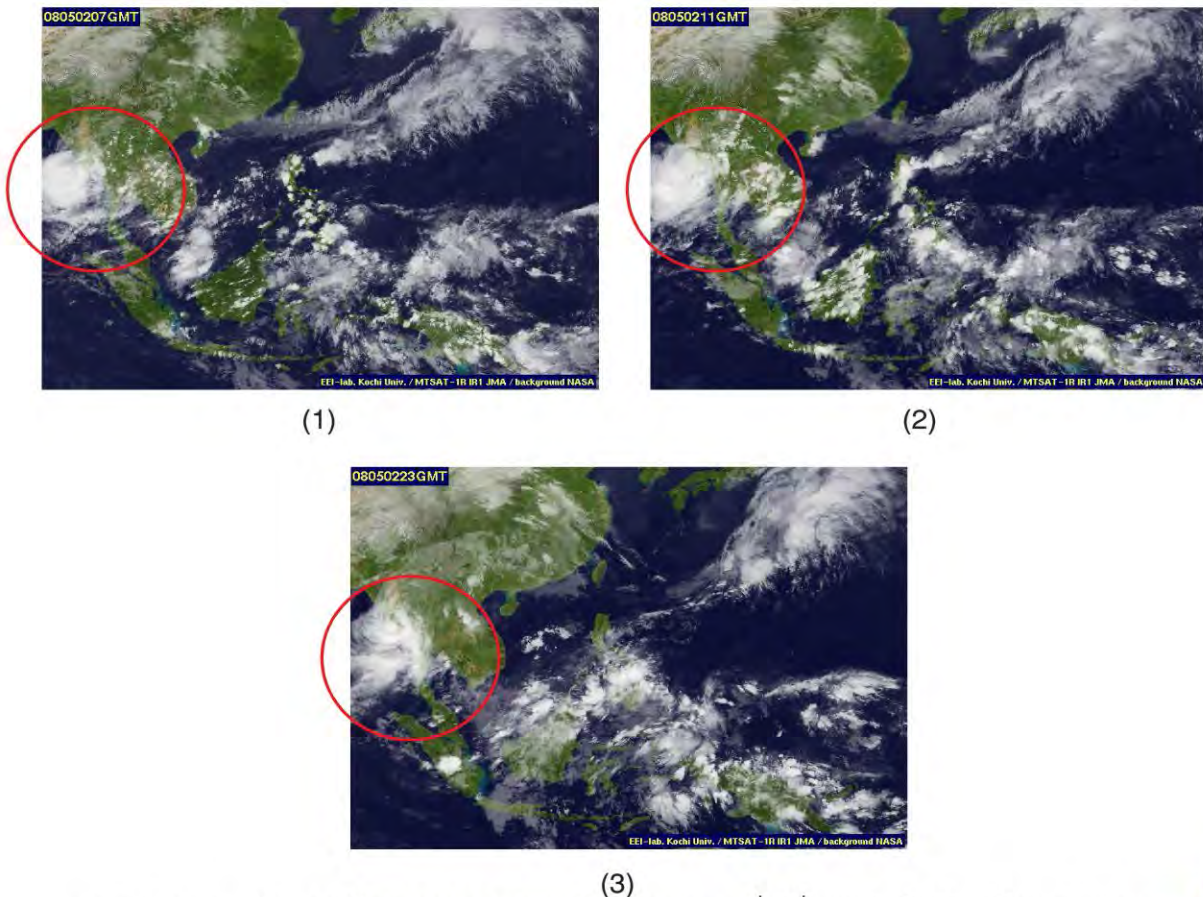 08050207GMT
08050211GMT
EEI-lab. Kochi Univ. / MTSAT-1R IR1 JMA / background NASA
EEI-lab. Kochi Univ. / MTSAT-1R IR1 JMA / background NASA
(1)
(2)
08050223GMT
EEI-lab. Kochi Univ. / MTSAT-1R IR1 JMA / background NASA
(3)